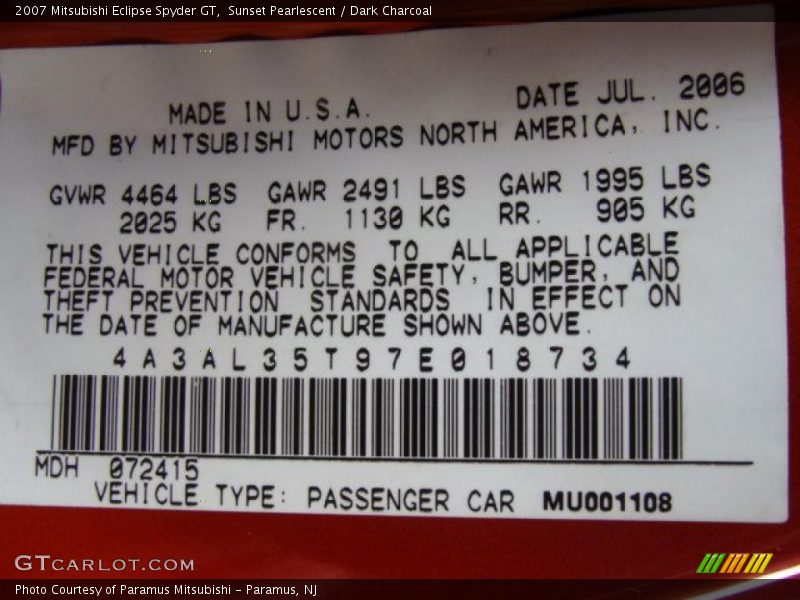 2007 Mitsubishi Eclipse Spyder GT,  Sunset Pearlescent / Dark Charcoal
MADE IN U.S.A. DATE JUL. 2006
MFD BY MITSUBISHI MOTORS NORTH AMERICA, INC.
GVWR 4464 LBS GAWR 2491 LBS GAWR 1995 LBS
2025 KG FR. 1130 KG RR. 905 KG
THIS VEHICLE CONFORMS TO ALL APPLICABLE
FEDERAL MOTOR VEHICLE SAFETY, BUMPER, AND
THEFT PREVENTION STANDARDS IN EFFECT ON
THE DATE OF MANUFACTURE SHOWN ABOVE.
4A3AL35T97E018734
MDH 072415
VEHICLE TYPE: PASSENGER CAR MU001108
GTCARLOT.COM
Photo Courtesy of Paramus Mitsubishi - Paramus, NJ